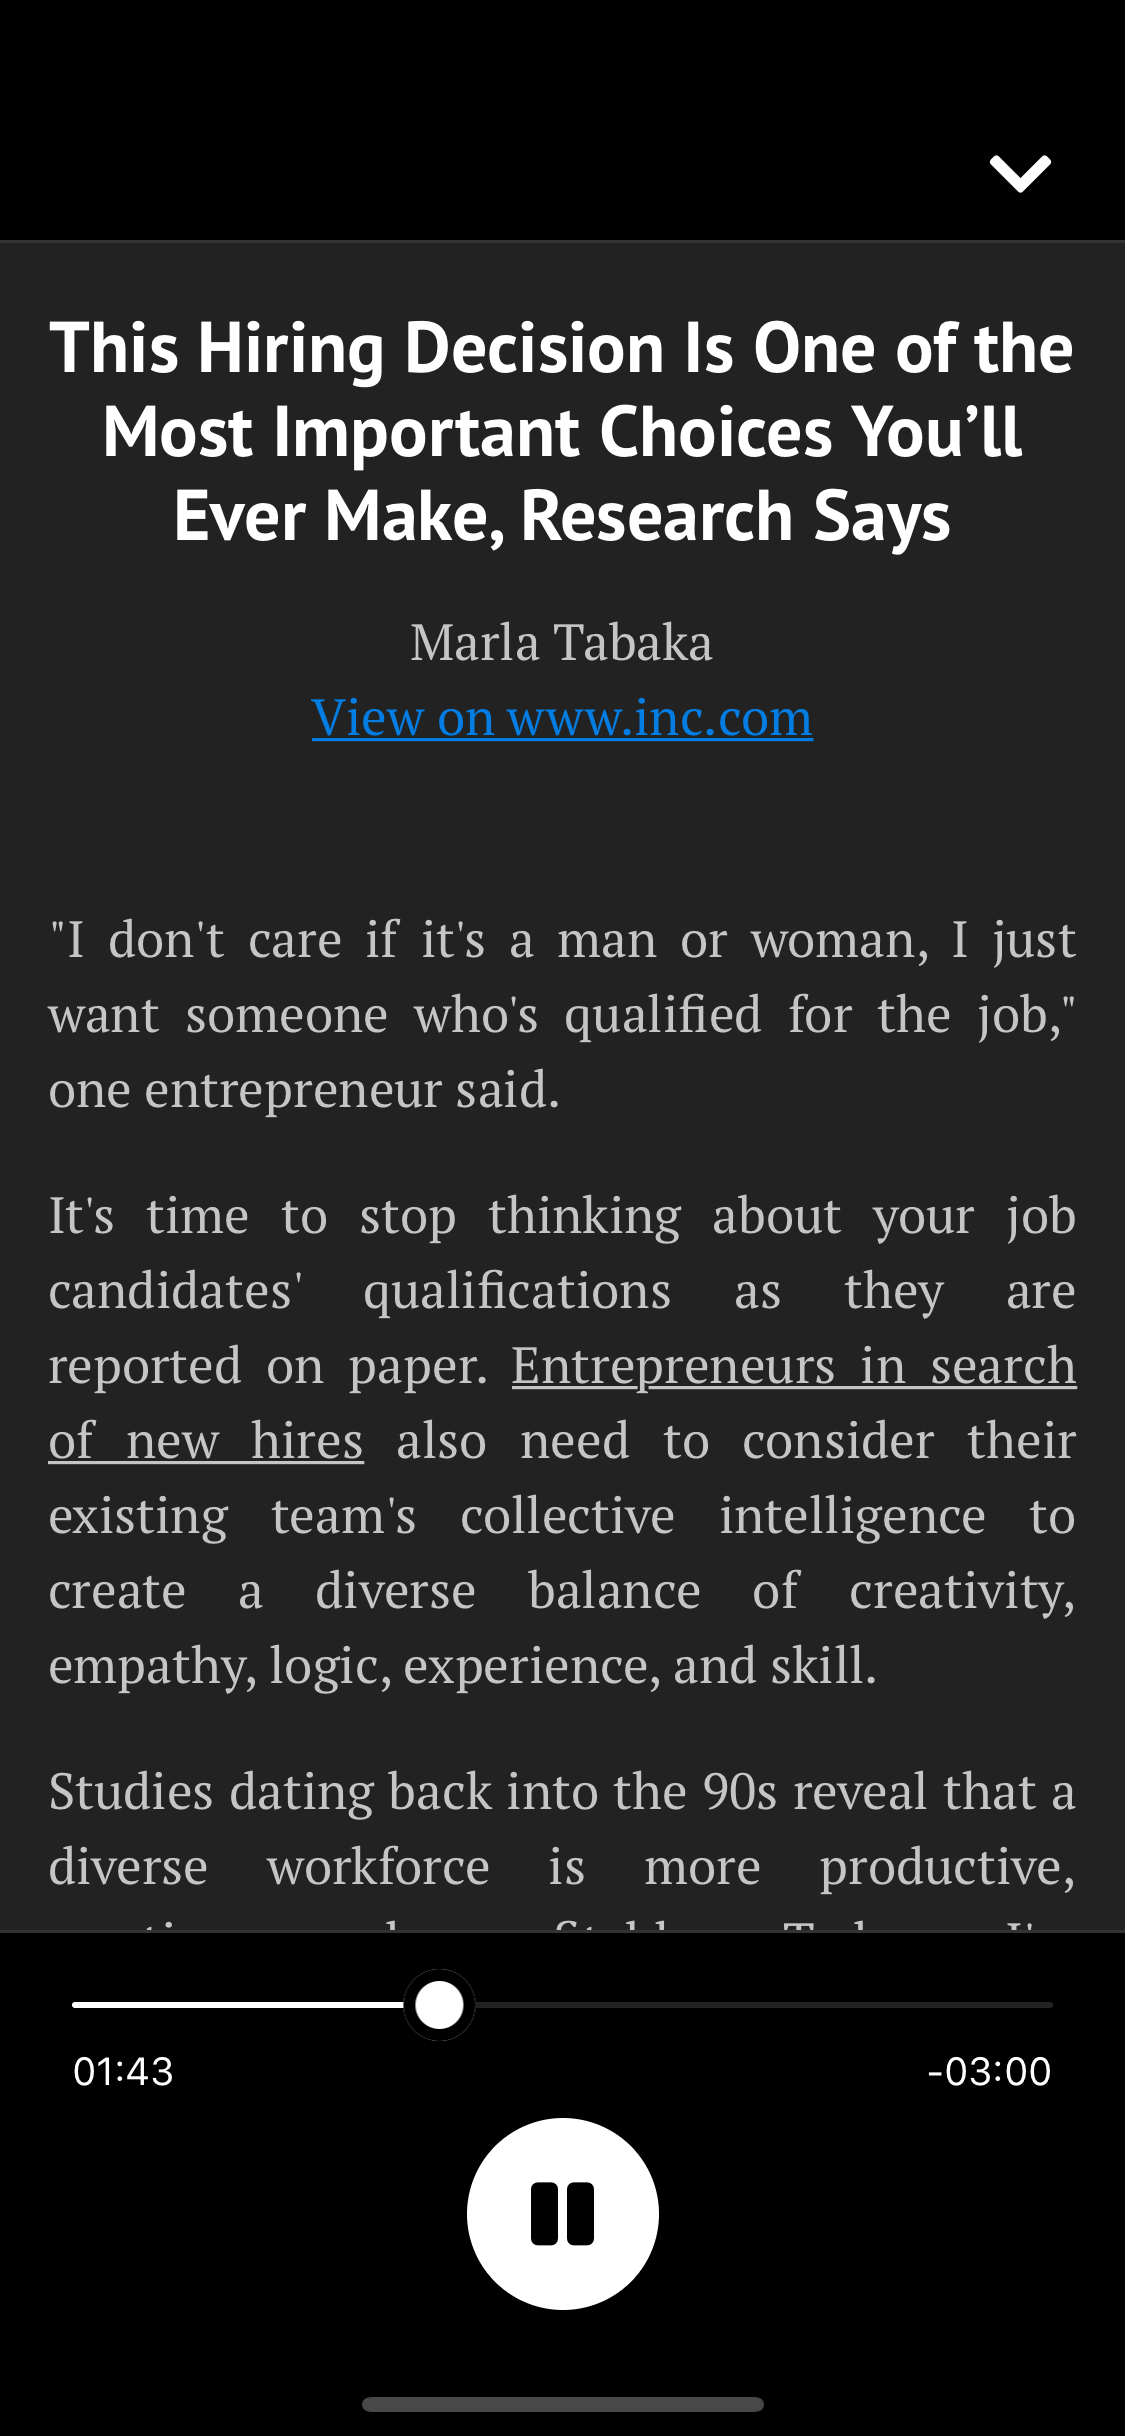 This Hiring Decision Is One of the
Most Important Choices You’ll
Ever Make, Research Says
Marla Tabaka
View on www.inc.com
"I don't care if it's a man or woman, I just
want someone who's qualified for the job,"
one entrepreneur said.
It's time to stop thinking about your job
candidates' qualifications as they are
reported on paper. Entrepreneurs in search
of new hires also need to consider their
existing team's collective intelligence to
create a diverse balance of creativity,
empathy, logic, experience, and skill.
Studies dating back into the 90s reveal that a
diverse workforce is more productive,
01:43
-03:00